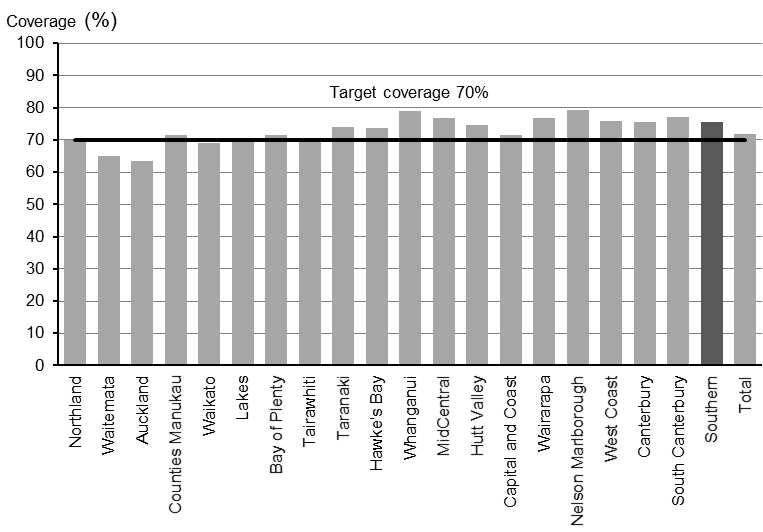 Coverage (%)
100
90
80
70
60
50
40
30
20
10
0
Target coverage 70%
Northland
Waitemata
Auckland
Counties Manukau
Waikato
Lakes
Bay of Plenty
Tairawhiti
Taranaki
Hawke's Bay
Whanganui
MidCentral
Hutt Valley
Capital and Coast
Wairarapa
Nelson Marlborough
West Coast
Canterbury
South Canterbury
Southern
Total